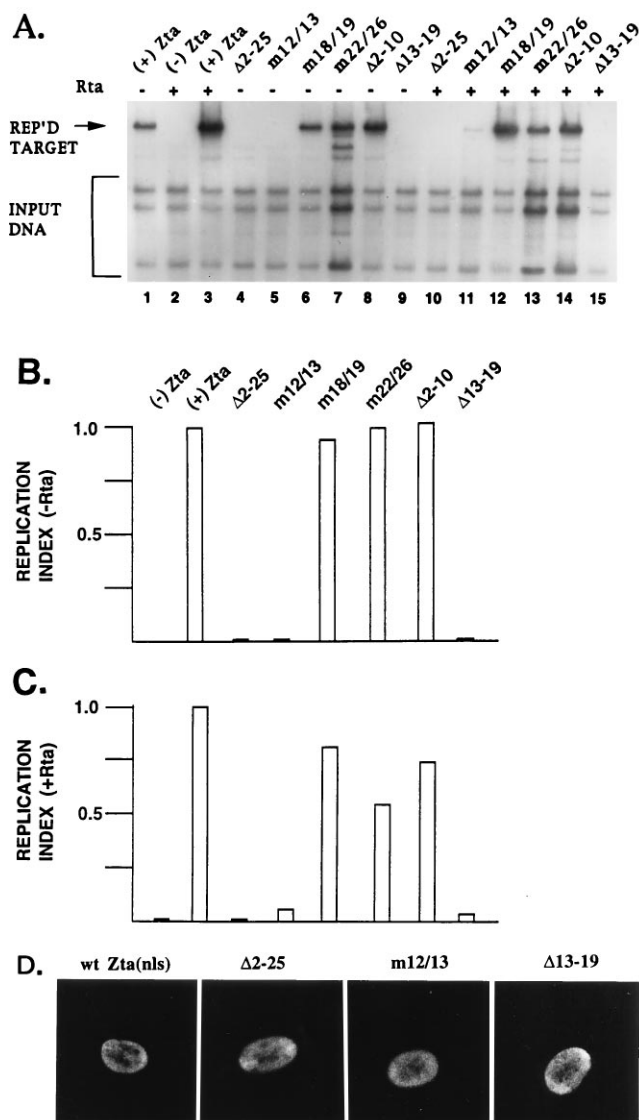 A.
(+) Zta (-) Zta (+) Zta Δ2-25 m12/13 m18/19 m22/26 Δ2-10 Δ13-19 Δ2-25 m12/13 m18/19 m22/26 Δ2-10 Δ13-19
Rta - + + - - - - - - + + + + + +
REP'D
TARGET
INPUT
DNA
1 2 3 4 5 6 7 8 9 10 11 12 13 14 15
B.
(-) Zta (+) Zta Δ2-25 m12/13 m18/19 m22/26 Δ2-10 Δ13-19
REPLICATION
INDEX (-Rta)
1.0
0.5
C.
REPLICATION
INDEX (+Rta)
1.0
0.5
D.
wt Zta(nls) Δ2-25 m12/13 Δ13-19